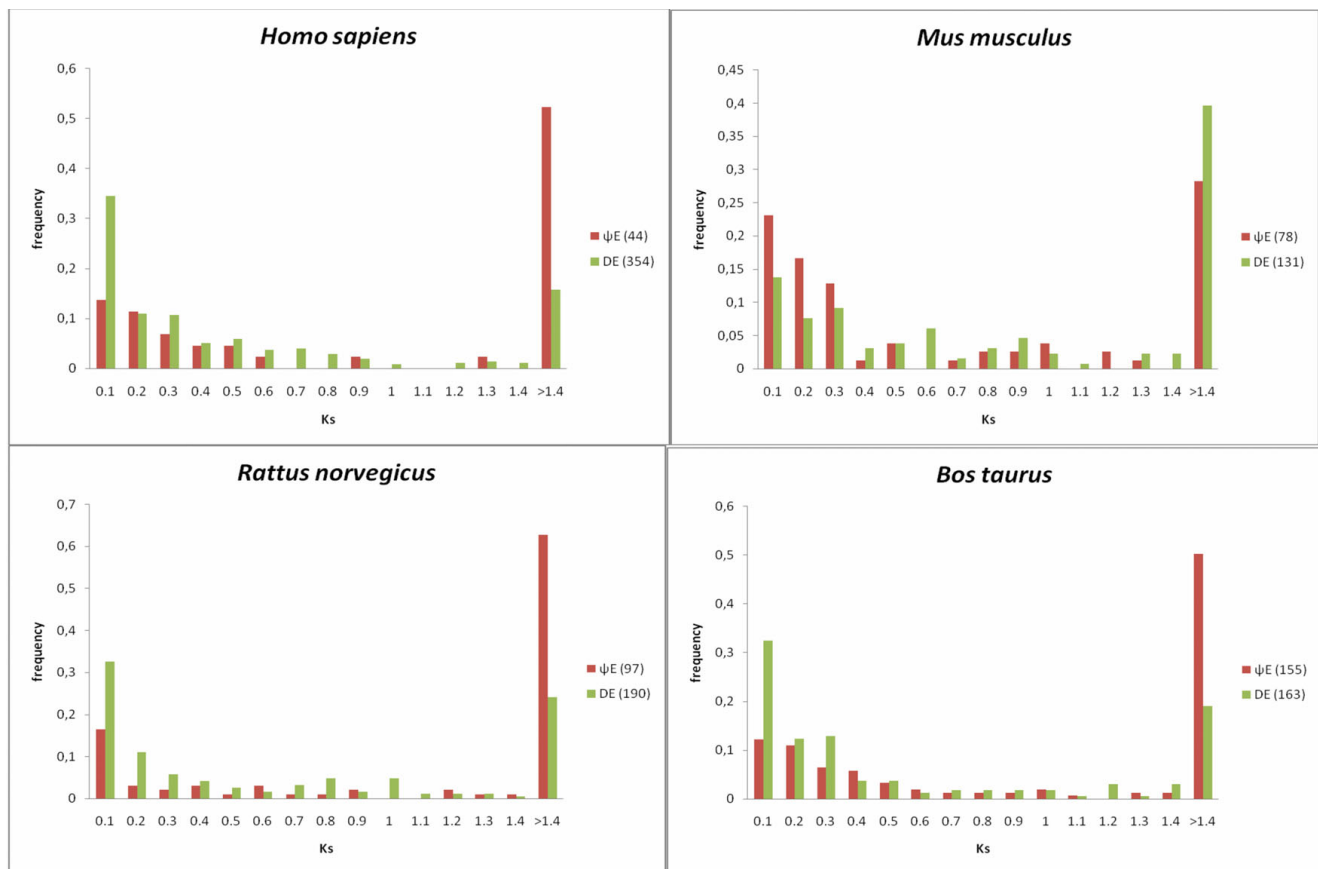 Homo sapiens
0,6
0,5
0,4
0,3
0,2
0,1
0
frequency
0.1 0.2 0.3 0.4 0.5 0.6 0.7 0.8 0.9 1 1.1 1.2 1.3 1.4 >1.4
Ks
ψE (44)
DE (354)
Mus musculus
0,45
0,4
0,35
0,3
0,25
0,2
0,15
0,1
0,05
0
frequency
0.1 0.2 0.3 0.4 0.5 0.6 0.7 0.8 0.9 1 1.1 1.2 1.3 1.4 >1.4
Ks
ψE (78)
DE (131)
Rattus norvegicus
0,7
0,6
0,5
0,4
0,3
0,2
0,1
0
frequency
0.1 0.2 0.3 0.4 0.5 0.6 0.7 0.8 0.9 1 1.1 1.2 1.3 1.4 >1.4
Ks
ψE (97)
DE (190)
Bos taurus
0,6
0,5
0,4
0,3
0,2
0,1
0
frequency
0.1 0.2 0.3 0.4 0.5 0.6 0.7 0.8 0.9 1 1.1 1.2 1.3 1.4 >1.4
Ks
ψE (155)
DE (163)